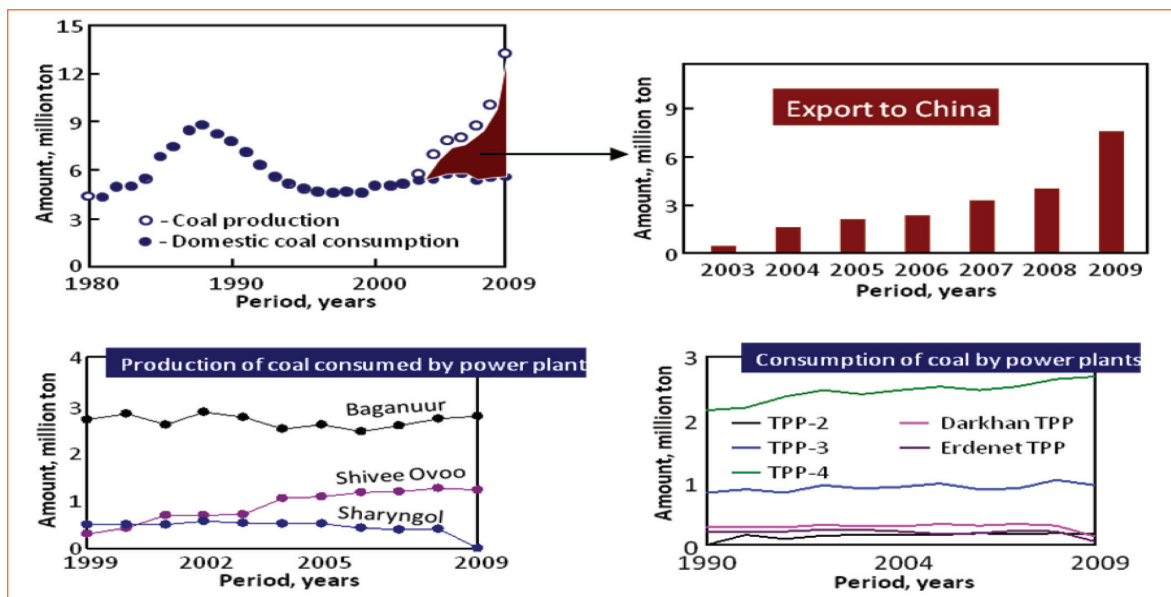 15
12
9
6
3
0
Amount., million ton
- Coal production
- Domestic coal consumption
1980
1990
2000
2009
Period, years
Export to China
9
6
3
0
Amount., million ton
2003
2004
2005
2006
2007
2008
2009
Period, years
Production of coal consumed by power plant
4
3
2
1
0
Amount, million ton
Baganuur
Shivee Ovoo
Sharyngol
1999
2002
2005
2009
Period, years
Consumption of coal by power plants
3
2
1
0
Amount, million ton
TPP-2
Darkhan TPP
TPP-3
Erdenet TPP
TPP-4
1990
2004
2009
Period, years